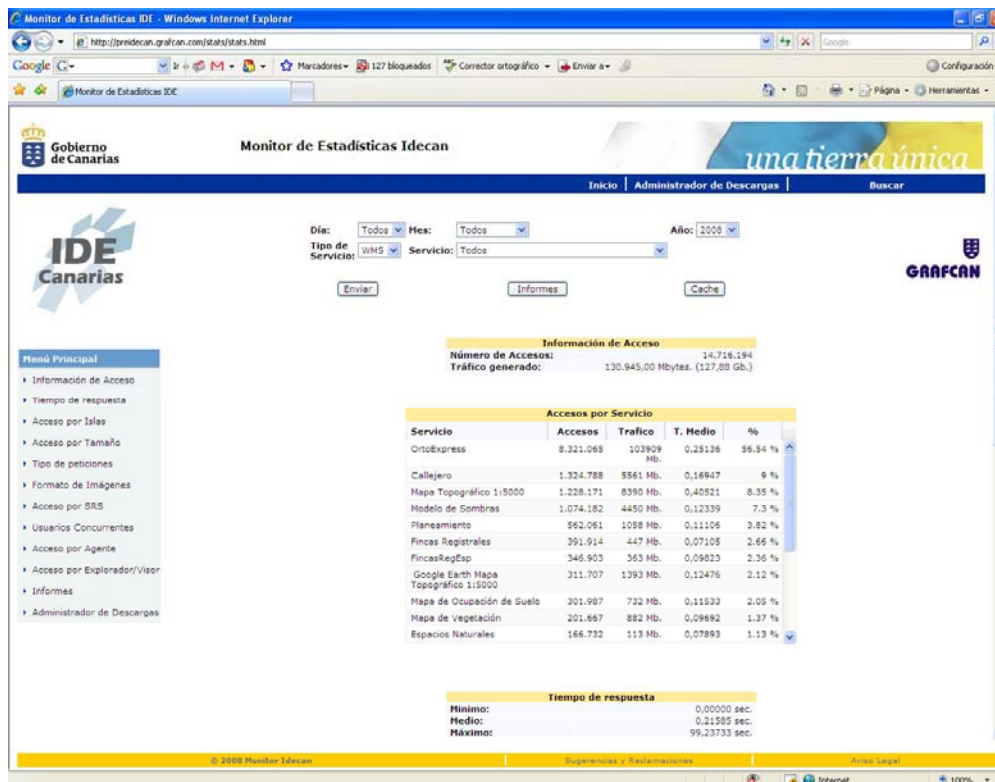 Monitor de Estadísticas IDE - Windows Internet Explorer
http://preidecan.grafcan.com/stats/stats.html
Google
Google G
Ir
Marcadores
127 bloqueados
Corrector ortográfico
Enviar a
Configuración
Monitor de Estadísticas IDE
Página
Herramientas
Gobierno
de Canarias
Monitor de Estadísticas Idecan
una tierra única
Inicio | Administrador de Descargas | Buscar
IDE
Canarias
Día: Todos Mes: Todos Año: 2008
Tipo de Servicio: WMS Servicio: Todos
GRAFCAN
Enviar Informes Cache
Menú Principal
Información de Acceso
Tiempo de respuesta
Acceso por Islas
Acceso por Tamaño
Tipo de peticiones
Formato de Imágenes
Acceso por SRS
Usuarios Concurrentes
Acceso por Agente
Acceso por Explorador/Visor
Informes
Administrador de Descargas
Información de Acceso
Número de Accesos: 14.716.194
Tráfico generado: 130.945,00 Mbytes. (127,88 Gb.)
Accesos por Servicio
Servicio Accesos Trafico T. Medio %
OrtoExpress 8.321.065 103909 Mb. 0,25136 56.54 %
Callejero 1.324.788 5561 Mb. 0,16947 9 %
Mapa Topográfico 1:5000 1.228.171 8390 Mb. 0,40521 8.35 %
Modelo de Sombras 1.074.182 4450 Mb. 0,12339 7.3 %
Planeamiento 562.061 1058 Mb. 0,11106 3.82 %
Fincas Registrales 391.914 447 Mb. 0,07105 2.66 %
FincasRegEsp 346.903 363 Mb. 0,09823 2.36 %
Google Earth Mapa Topográfico 1:5000 311.707 1393 Mb. 0,12476 2.12 %
Mapa de Ocupación de Suelo 301.987 732 Mb. 0,11533 2.05 %
Mapa de Vegetación 201.667 882 Mb. 0,09692 1.37 %
Espacios Naturales 166.732 113 Mb. 0,07893 1.13 %
Tiempo de respuesta
Minimo: 0,00000 sec.
Medio: 0,21585 sec.
Máximo: 99,23733 sec.
© 2008 Monitor Idecan
Sugerencias y Reclamaciones
Aviso Legal
Internet
100%